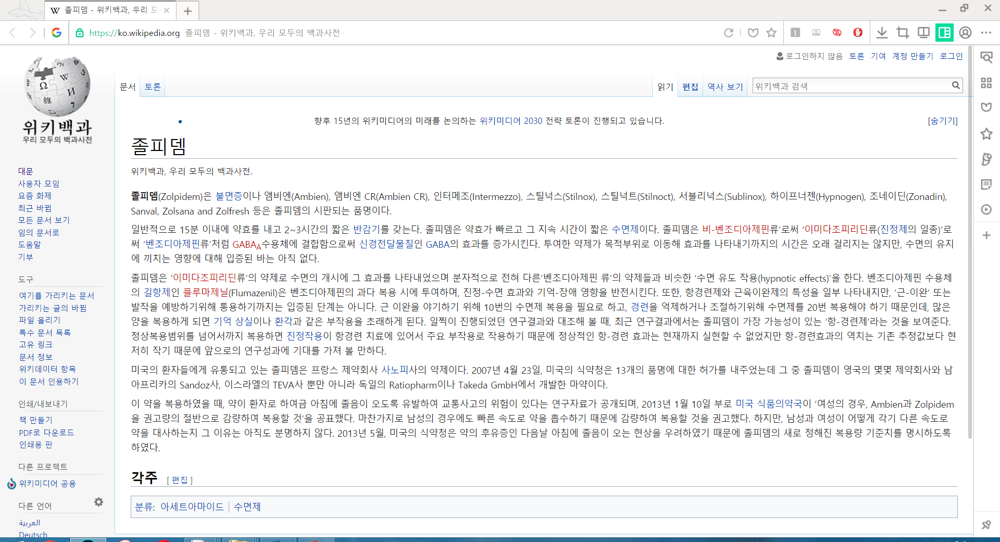 졸피뎀 - 위키백과, 우리 모
https://ko.wikipedia.org 졸피뎀 - 위키백과, 우리 모두의 백과사전
로그인하지 않음 토론 기여 계정 만들기 로그인
문서 토론 읽기 편집 역사 보기 위키백과 검색
위키백과
우리 모두의 백과사전
향후 15년의 위키미디어의 미래를 논의하는 위키미디어 2030 전략 토론이 진행되고 있습니다. [숨기기]
졸피뎀
위키백과, 우리 모두의 백과사전.
졸피뎀(Zolpidem)은 불면증이나 앰비엔(Ambien), 앰비엔 CR(Ambien CR), 인터메조(Intermezzo), 스틸넉스(Stilnox), 스틸넉트(Stilnoct), 서블리넉스(Sublinox), 하이프너젠(Hypnogen), 조네이딘(Zonadin),
Sanval, Zolsana and Zolfresh 등은 졸피뎀의 시판되는 품명이다.
일반적으로 15분 이내에 약효를 내고 2~3시간의 짧은 반감기를 갖는다. 졸피뎀은 약효가 빠르고 그 지속 시간이 짧은 수면제이다. 졸피뎀은 비-벤조디아제핀류’로써 ‘이미다조피리딘류(진정제의 일종)’로
써 ‘벤조디아제핀류’처럼 GABAA수용체에 결합함으로써 신경전달물질인 GABA의 효과를 증가시킨다. 투여한 약제가 목적부위로 이동해 효과를 나타내기까지의 시간은 오래 걸리지는 않지만, 수면의 유지
에 끼치는 영향에 대해 입증된 바는 아직 없다.
졸피뎀은 ‘이미다조피리딘류’의 약제로 수면의 개시에 그 효과를 나타내었으며 분자적으로 전혀 다른‘벤조디아제핀 류’의 약제들과 비슷한 ‘수면 유도 작용(hypnotic effects)’을 한다. 벤조디아제핀 수용체
의 길항제인 플루마제닐(Flumazenil)은 벤조디아제핀의 과다 복용 시에 투여하며, 진정-수면 효과와 기억-장애 영향을 반전시킨다. 또한, 항경련제와 근육이완제의 특성을 일부 나타내지만, ‘근-이완’ 또는
발작을 예방하기위해 통용하기까지는 입증된 단계는 아니다. 근 이완을 야기하기 위해 10번의 수면제 복용을 필요로 하고, 경련을 억제하거나 조절하기위해 수면제를 20번 복용해야 하기 때문인데, 많은
양을 복용하게 되면 기억 상실이나 환각과 같은 부작용을 초래하게 된다. 일찍이 진행되었던 연구결과와 대조해 볼 때, 최근 연구결과에서는 졸피뎀이 가장 가능성이 있는 ‘항-경련제’라는 것을 보여준다.
정상복용범위를 넘어서까지 복용하면 진정작용이 항경련 치료에 있어서 주요 부작용로 작용하기 때문에 정상적인 항-경련 효과는 현재까지 실현할 수 없었지만 항-경련효과의 역치는 기존 추정값보다 현
저히 작기 때문에 앞으로의 연구성과에 기대를 가져 볼 만하다.
미국의 환자들에게 유통되고 있는 졸피뎀은 프랑스 제약회사 사노피사의 약제이다. 2007년 4월 23일, 미국의 식약청은 13개의 품명에 대한 허가를 내주었는데 그 중 졸피뎀이 영국의 몇몇 제약회사와 남
아프리카의 Sandoz사, 이스라엘의 TEVA사 뿐만 아니라 독일의 Ratiopharm이나 Takeda GmbH에서 개발한 마약이다.
이 약을 복용하였을 때, 약이 환자로 하여금 아침에 졸음이 오도록 유발하여 교통사고의 위험이 있다는 연구자료가 공개되며, 2013년 1월 10일 부로 미국 식품의약국이 ‘여성의 경우, Ambien과 Zolpidem
을 권고량의 절반으로 감량하여 복용할 것’을 공표했다. 마찬가지로 남성의 경우에도 빠른 속도로 약을 흡수하기 때문에 감량하여 복용할 것을 권고했다. 하지만, 남성과 여성이 어떻게 각기 다른 속도로
약을 대사하는지 그 이유는 아직도 분명하지 않다. 2013년 5월, 미국의 식약청은 약의 후유증인 다음날 아침에 졸음이 오는 현상을 우려하였기 때문에 졸피뎀의 새로 정해진 복용량 기준치를 명시하도록
하였다.
각주 [ 편집 ]
분류: 아세트아마이드 | 수면제
대문
사용자 모임
요즘 화제
최근 바뀜
모든 문서 보기
임의 문서로
도움말
기부
도구
여기를 가리키는 문서
가리키는 글의 바뀜
파일 올리기
특수 문서 목록
고유 링크
문서 정보
위키데이터 항목
이 문서 인용하기
인쇄/내보내기
책 만들기
PDF로 다운로드
인쇄용 판
다른 프로젝트
위키미디어 공용
다른 언어
العربية
Deutsch